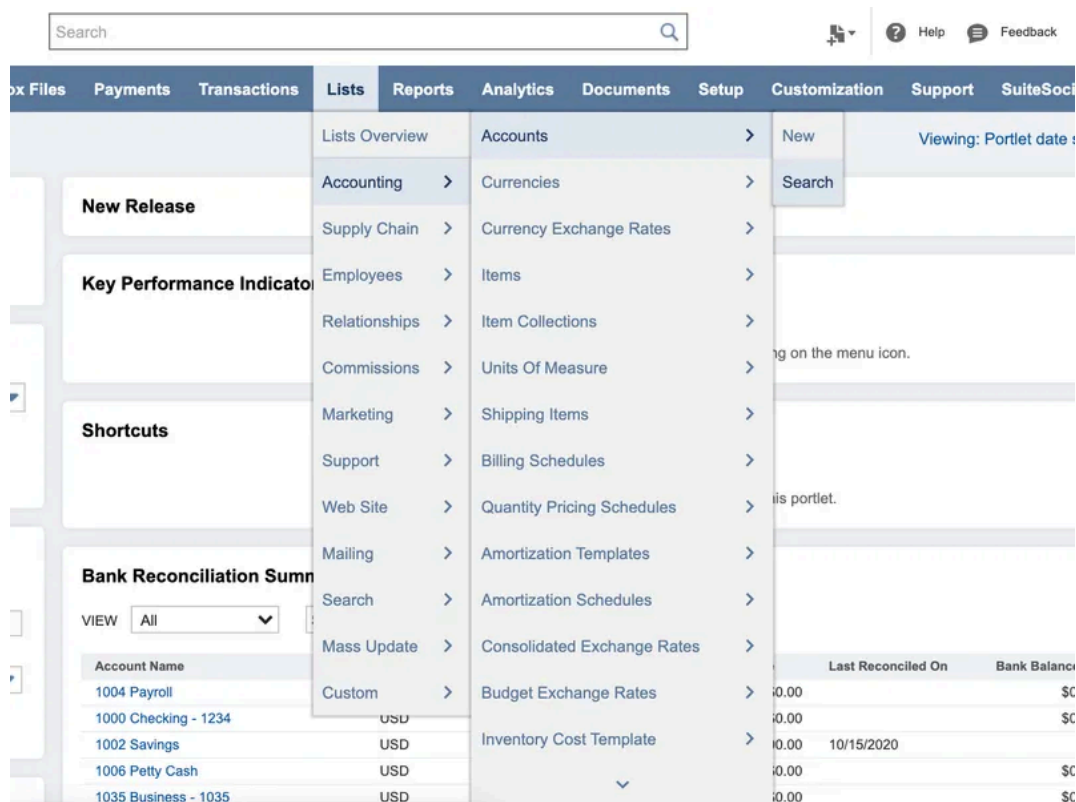 Search
Help
Feedback
ox Files Payments Transactions Lists Reports Analytics Documents Setup Customization Support SuiteSoci
Lists Overview
Accounting
Supply Chain
Employees
Relationships
Commissions
Marketing
Support
Web Site
Mailing
Search
Mass Update
Custom
Accounts
Currencies
Currency Exchange Rates
Items
Item Collections
Units Of Measure
Shipping Items
Billing Schedules
Quantity Pricing Schedules
Amortization Templates
Amortization Schedules
Consolidated Exchange Rates
Budget Exchange Rates
Inventory Cost Template
New
Search
Viewing: Portlet date s
New Release
Key Performance Indicator
ng on the menu icon.
Shortcuts
his portlet.
Bank Reconciliation Summ
VIEW All
Account Name Last Reconciled On Bank Balance
1004 Payroll $0.00 $0
1000 Checking - 1234 USD $0.00 $0
1002 Savings USD 00.00 10/15/2020
1006 Petty Cash USD $0.00 $0
1035 Business - 1035 USD $0.00 $0